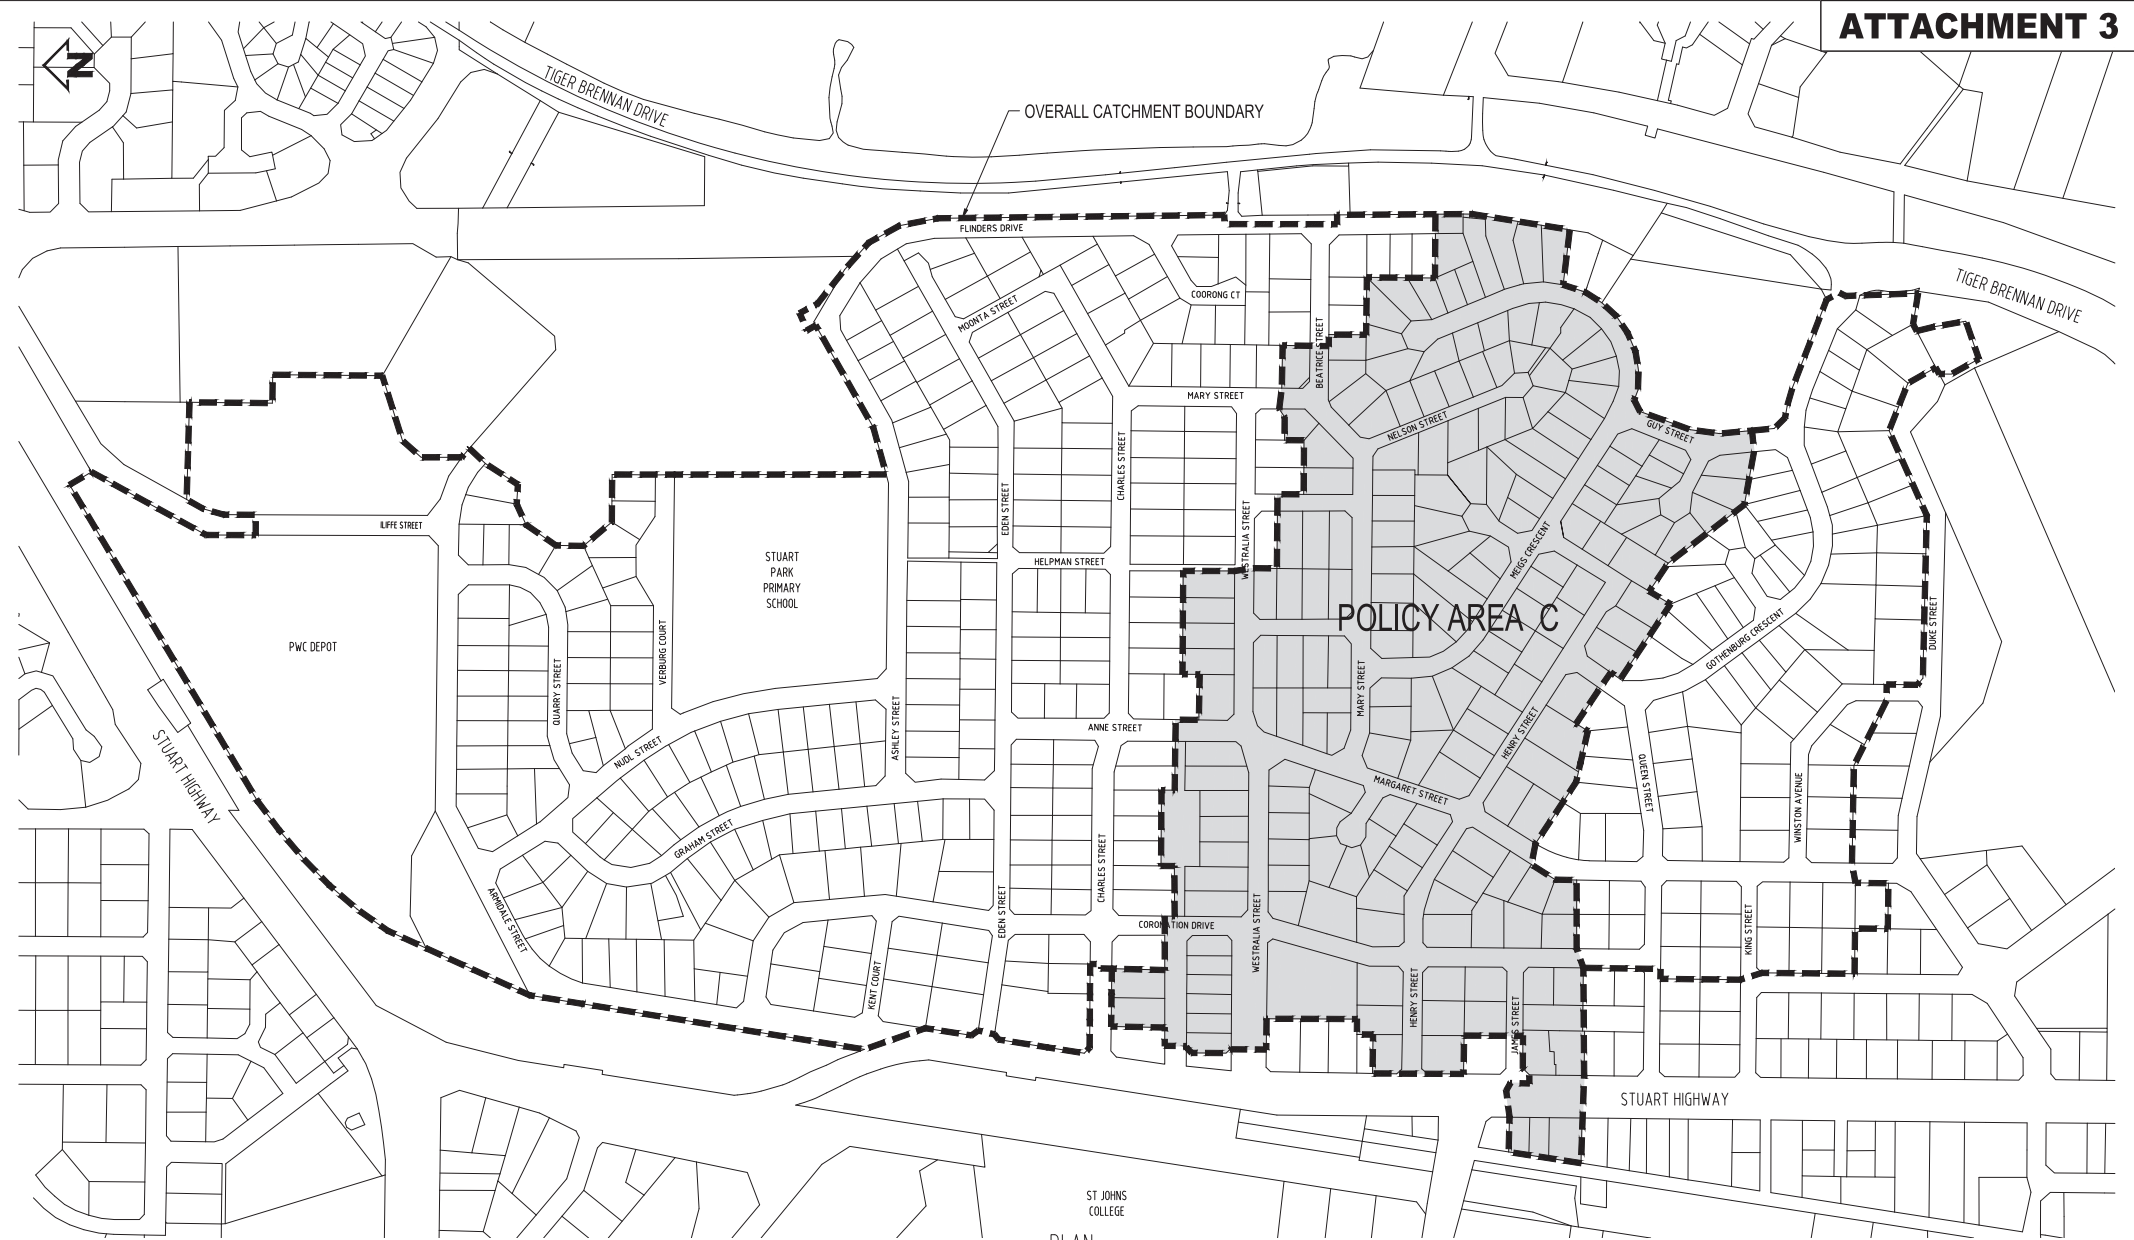 ATTACHMENT 3
N
TIGER BRENNAN DRIVE
OVERALL CATCHMENT BOUNDARY
FLINDERS DRIVE
COORONG CT
MOONTA STREET
TIGER BRENNAN DRIVE
BEATRICE STREET
MARY STREET
NELSON STREET
GUY STREET
CHARLES STREET
EDEN STREET
WESTRALIA STREET
ILIFFE STREET
HELPMAN STREET
MEIGS CRESCENT
STUART
PARK
PRIMARY
SCHOOL
POLICY AREA C
DUKE STREET
GOTHENBURG CRESCENT
PWC DEPOT
VERBURG COURT
QUARRY STREET
MARY STREET
ASHLEY STREET
ANNE STREET
HENRY STREET
NUDL STREET
STUART HIGHWAY
QUEEN STREET
MARGARET STREET
WINSTON AVENUE
GRAHAM STREET
CHARLES STREET
ARMIDALE STREET
EDEN STREET
CORONATION DRIVE
WESTRALIA STREET
KING STREET
KENT COURT
HENRY STREET
JAMES STREET
STUART HIGHWAY
ST JOHNS
COLLEGE
PLAN